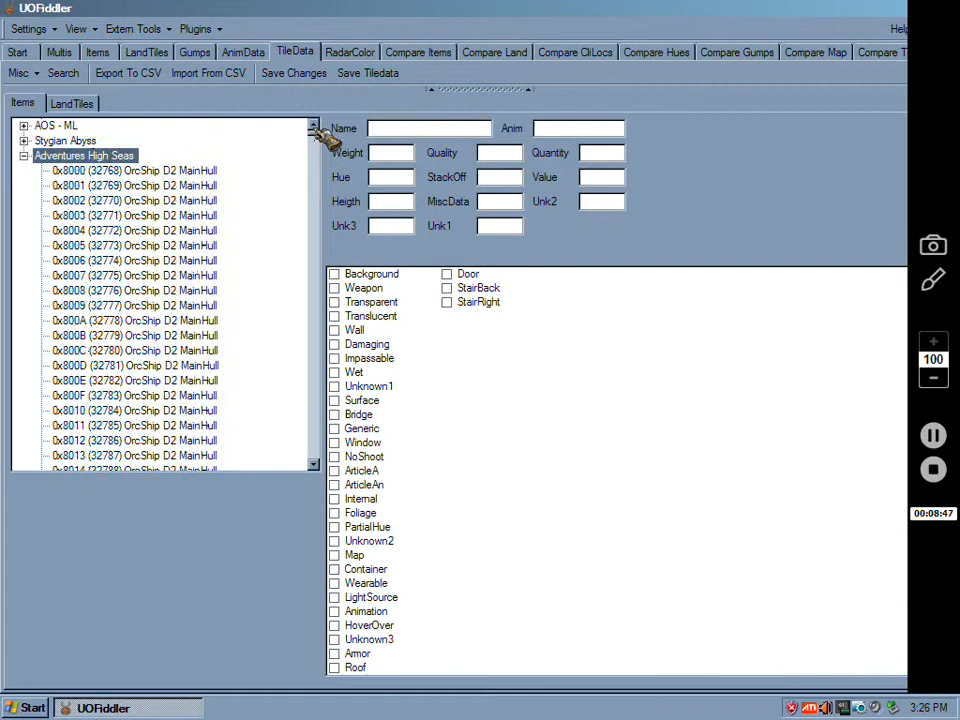 UOFiddler
Settings View Extern Tools Plugins Help
Start Multis Items LandTiles Gumps AnimData TileData RadarColor Compare Items Compare Land Compare CliLocs Compare Hues Compare Gumps Compare Map Compare T
Misc Search Export To CSV Import From CSV Save Changes Save Tiledata
Items LandTiles
AOS - ML
Stygian Abyss
Adventures High Seas
0x8000 (32768) OrcShip D2 MainHull
0x8001 (32769) OrcShip D2 MainHull
0x8002 (32770) OrcShip D2 MainHull
0x8003 (32771) OrcShip D2 MainHull
0x8004 (32772) OrcShip D2 MainHull
0x8005 (32773) OrcShip D2 MainHull
0x8006 (32774) OrcShip D2 MainHull
0x8007 (32775) OrcShip D2 MainHull
0x8008 (32776) OrcShip D2 MainHull
0x8009 (32777) OrcShip D2 MainHull
0x800A (32778) OrcShip D2 MainHull
0x800B (32779) OrcShip D2 MainHull
0x800C (32780) OrcShip D2 MainHull
0x800D (32781) OrcShip D2 MainHull
0x800E (32782) OrcShip D2 MainHull
0x800F (32783) OrcShip D2 MainHull
0x8010 (32784) OrcShip D2 MainHull
0x8011 (32785) OrcShip D2 MainHull
0x8012 (32786) OrcShip D2 MainHull
0x8013 (32787) OrcShip D2 MainHull
0x8014 (32788) OrcShip D2 MainHull
Name Anim
Weight Quality Quantity
Hue StackOff Value
Heigth MiscData Unk2
Unk3 Unk1
Background Door
Weapon StairBack
Transparent StairRight
Translucent
Wall
Damaging
Impassable
Wet
Unknown1
Surface
Bridge
Generic
Window
NoShoot
ArticleA
ArticleAn
Internal
Foliage
PartialHue
Unknown2
Map
Container
Wearable
LightSource
Animation
HoverOver
Unknown3
Armor
Roof
100
00:08:47
Start UOFiddler ATI 3:26 PM